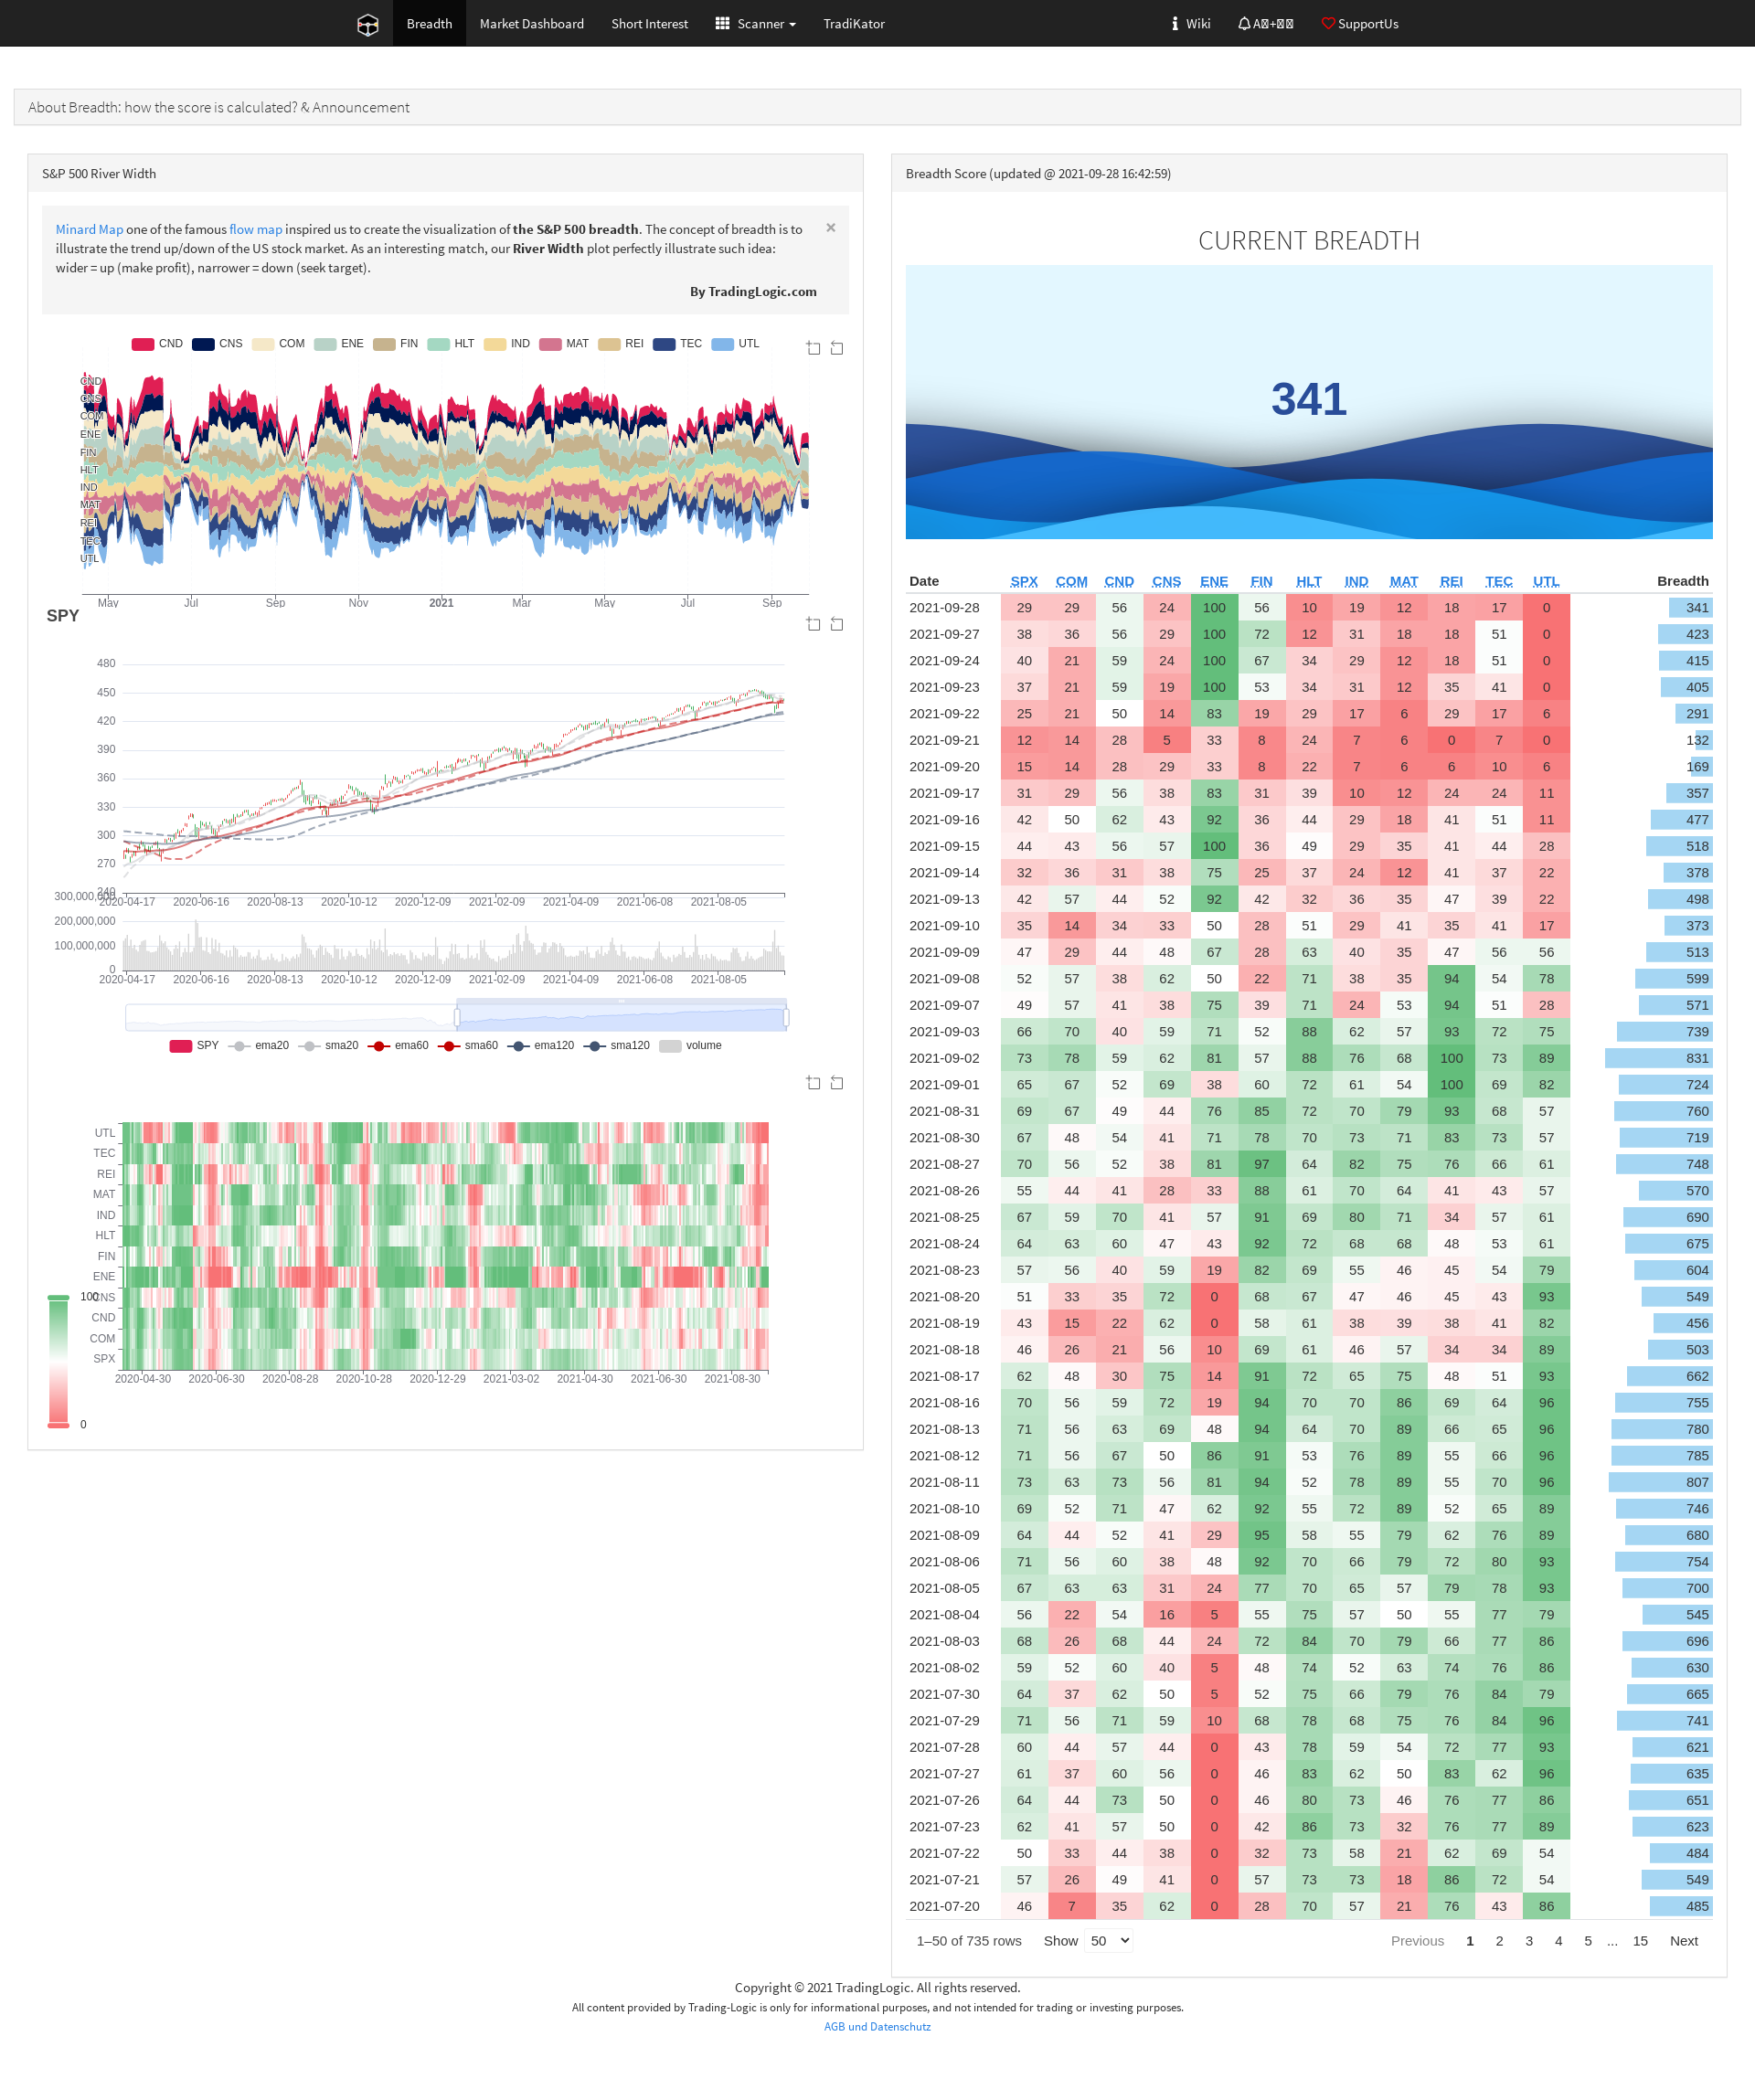 Breadth Market Dashboard Short Interest Scanner TradiKator Wiki SupportUs
About Breadth: how the score is calculated? & Announcement
S&P 500 River Width
Minard Map one of the famous flow map inspired us to create the visualization of the S&P 500 breadth. The concept of breadth is to
illustrate the trend up/down of the US stock market. As an interesting match, our River Width plot perfectly illustrate such idea:
wider = up (make profit), narrower = down (seek target).
×
By TradingLogic.com
CND CNS COM ENE FIN HLT IND MAT REI TEC UTL
CND
CNS
COM
ENE
FIN
HLT
IND
MAT
REI
TEC
UTL
May Jul Sep Nov 2021 Mar May Jul Sep
SPY
480
450
420
390
360
330
300
270
240
2020-04-17 2020-06-16 2020-08-13 2020-10-12 2020-12-09 2021-02-09 2021-04-09 2021-06-08 2021-08-05
300,000,000
200,000,000
100,000,000
0
2020-04-17 2020-06-16 2020-08-13 2020-10-12 2020-12-09 2021-02-09 2021-04-09 2021-06-08 2021-08-05
SPY ema20 sma20 ema60 sma60 ema120 sma120 volume
UTL
TEC
REI
MAT
IND
HLT
FIN
ENE
CNS
CND
COM
SPX
2020-04-30 2020-06-30 2020-08-28 2020-10-28 2020-12-29 2021-03-02 2021-04-30 2021-06-30 2021-08-30
100
0
Breadth Score (updated @ 2021-09-28 16:42:59)
CURRENT BREADTH
341
Date SPX COM CND CNS ENE FIN HLT IND MAT REI TEC UTL Breadth
2021-09-28 29 29 56 24 100 56 10 19 12 18 17 0 341
2021-09-27 38 36 56 29 100 72 12 31 18 18 51 0 423
2021-09-24 40 21 59 24 100 67 34 29 12 18 51 0 415
2021-09-23 37 21 59 19 100 53 34 31 12 35 41 0 405
2021-09-22 25 21 50 14 83 19 29 17 6 29 17 6 291
2021-09-21 12 14 28 5 33 8 24 7 6 0 7 0 132
2021-09-20 15 14 28 29 33 8 22 7 6 6 10 6 169
2021-09-17 31 29 56 38 83 31 39 10 12 24 24 11 357
2021-09-16 42 50 62 43 92 36 44 29 18 41 51 11 477
2021-09-15 44 43 56 57 100 36 49 29 35 41 44 28 518
2021-09-14 32 36 31 38 75 25 37 24 12 41 37 22 378
2021-09-13 42 57 44 52 92 42 32 36 35 47 39 22 498
2021-09-10 35 14 34 33 50 28 51 29 41 35 41 17 373
2021-09-09 47 29 44 48 67 28 63 40 35 47 56 56 513
2021-09-08 52 57 38 62 50 22 71 38 35 94 54 78 599
2021-09-07 49 57 41 38 75 39 71 24 53 94 51 28 571
2021-09-03 66 70 40 59 71 52 88 62 57 93 72 75 739
2021-09-02 73 78 59 62 81 57 88 76 68 100 73 89 831
2021-09-01 65 67 52 69 38 60 72 61 54 100 69 82 724
2021-08-31 69 67 49 44 76 85 72 70 79 93 68 57 760
2021-08-30 67 48 54 41 71 78 70 73 71 83 73 57 719
2021-08-27 70 56 52 38 81 97 64 82 75 76 66 61 748
2021-08-26 55 44 41 28 33 88 61 70 64 41 43 57 570
2021-08-25 67 59 70 41 57 91 69 80 71 34 57 61 690
2021-08-24 64 63 60 47 43 92 72 68 68 48 53 61 675
2021-08-23 57 56 40 59 19 82 69 55 46 45 54 79 604
2021-08-20 51 33 35 72 0 68 67 47 46 45 43 93 549
2021-08-19 43 15 22 62 0 58 61 38 39 38 41 82 456
2021-08-18 46 26 21 56 10 69 61 46 57 34 34 89 503
2021-08-17 62 48 30 75 14 91 72 65 75 48 51 93 662
2021-08-16 70 56 59 72 19 94 70 70 86 69 64 96 755
2021-08-13 71 56 63 69 48 94 64 70 89 66 65 96 780
2021-08-12 71 56 67 50 86 91 53 76 89 55 66 96 785
2021-08-11 73 63 73 56 81 94 52 78 89 55 70 96 807
2021-08-10 69 52 71 47 62 92 55 72 89 52 65 89 746
2021-08-09 64 44 52 41 29 95 58 55 79 62 76 89 680
2021-08-06 71 56 60 38 48 92 70 66 79 72 80 93 754
2021-08-05 67 63 63 31 24 77 70 65 57 79 78 93 700
2021-08-04 56 22 54 16 5 55 75 57 50 55 77 79 545
2021-08-03 68 26 68 44 24 72 84 70 79 66 77 86 696
2021-08-02 59 52 60 40 5 48 74 52 63 74 76 86 630
2021-07-30 64 37 62 50 5 52 75 66 79 76 84 79 665
2021-07-29 71 56 71 59 10 68 78 68 75 76 84 96 741
2021-07-28 60 44 57 44 0 43 78 59 54 72 77 93 621
2021-07-27 61 37 60 56 0 46 83 62 50 83 62 96 635
2021-07-26 64 44 73 50 0 46 80 73 46 76 77 86 651
2021-07-23 62 41 57 50 0 42 86 73 32 76 77 89 623
2021-07-22 50 33 44 38 0 32 73 58 21 62 69 54 484
2021-07-21 57 26 49 41 0 57 73 73 18 86 72 54 549
2021-07-20 46 7 35 62 0 28 70 57 21 76 43 86 485
1–50 of 735 rows Show 50 Previous 1 2 3 4 5 ... 15 Next
Copyright © 2021 TradingLogic. All rights reserved.
All content provided by Trading-Logic is only for informational purposes, and not intended for trading or investing purposes.
AGB und Datenschutz